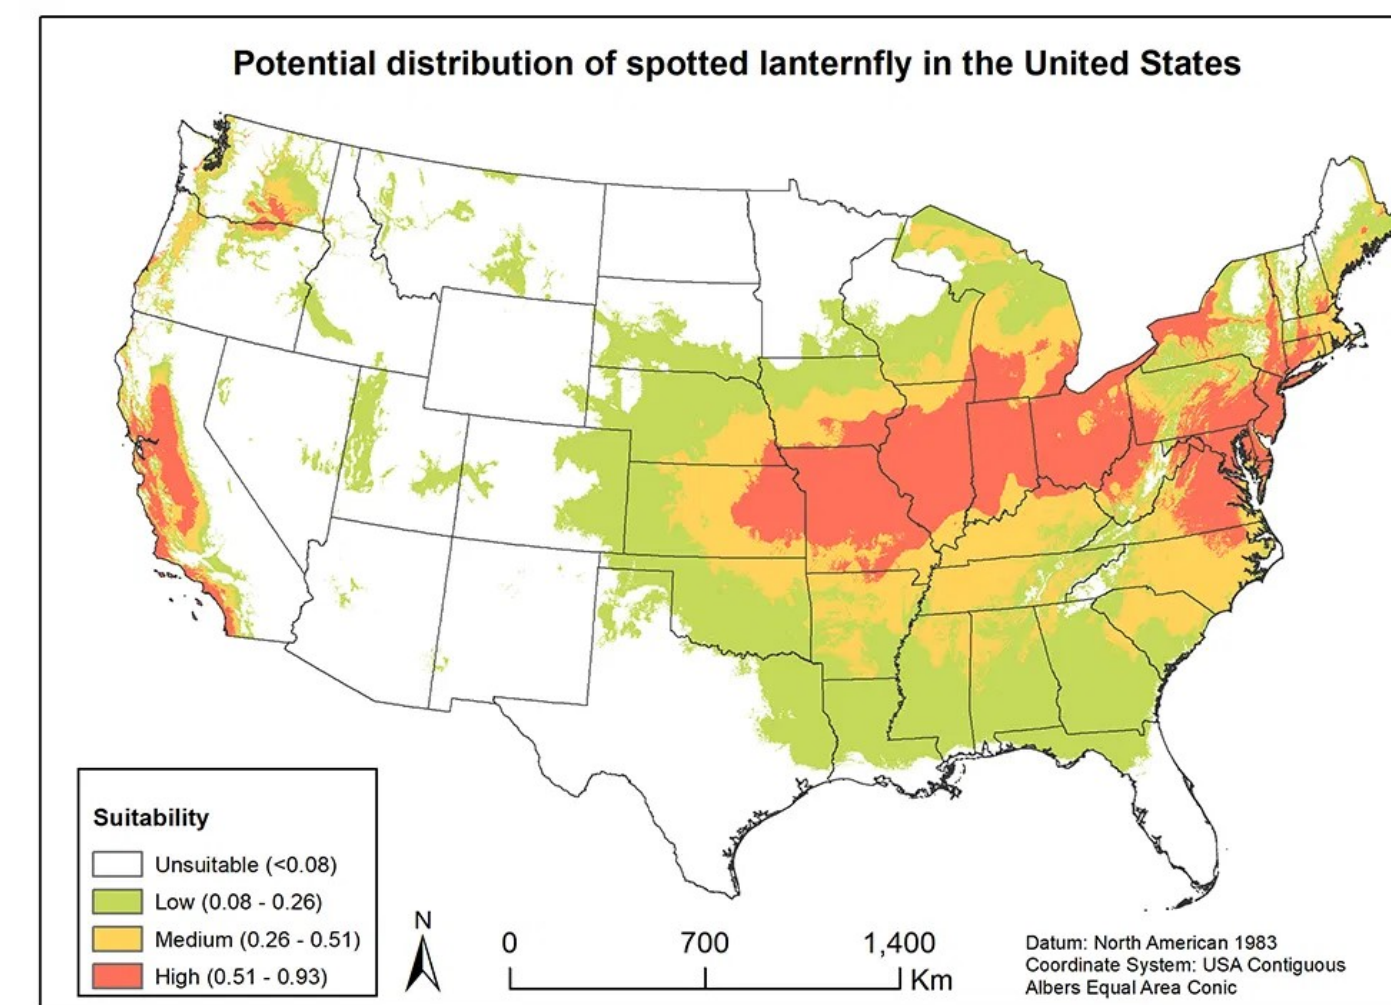 Potential distribution of spotted lanternfly in the United States
Suitability
Unsuitable (<0.08)
Low (0.08 - 0.26)
Medium (0.26 - 0.51)
High (0.51 - 0.93)
N
0 700 1,400
Km
Datum: North American 1983
Coordinate System: USA Contiguous
Albers Equal Area Conic